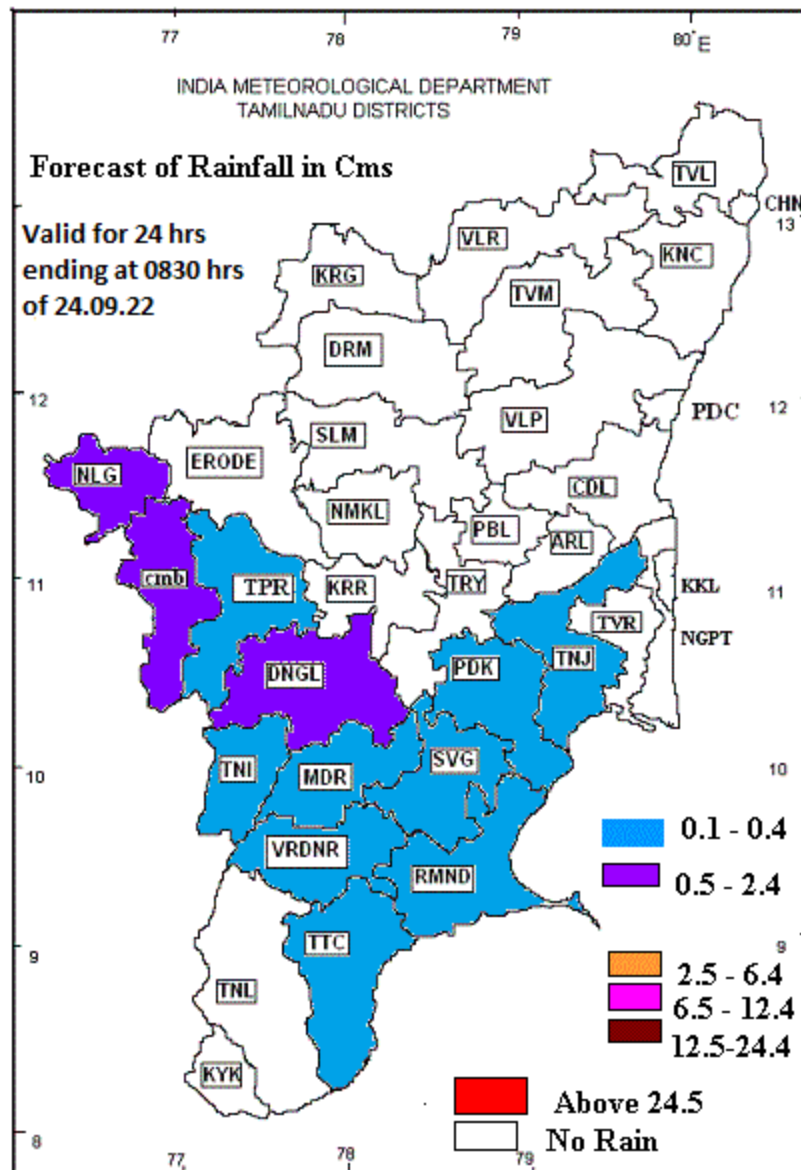 77 78 79 80°E
INDIA METEOROLOGICAL DEPARTMENT
TAMILNADU DISTRICTS
Forecast of Rainfall in Cms
TVL
CHN
13
Valid for 24 hrs
ending at 0830 hrs
of 24.09.22
VLR
KNC
KRG
TVM
DRM
12
12
PDC
VLP
SLM
ERODE
NLG
CDL
NMKL
PBL
ARL
11
cmb
TPR
KRR
TRY
KKL
11
TVR
NGPT
DNGL
PDK
TNJ
10
TNI
MDR
SVG
10
0.1 - 0.4
VRDNR
RMND
0.5 - 2.4
9
TTC
9
2.5 - 6.4
TNL
6.5 - 12.4
12.5-24.4
KYK
Above 24.5
8
No Rain
77 78 79